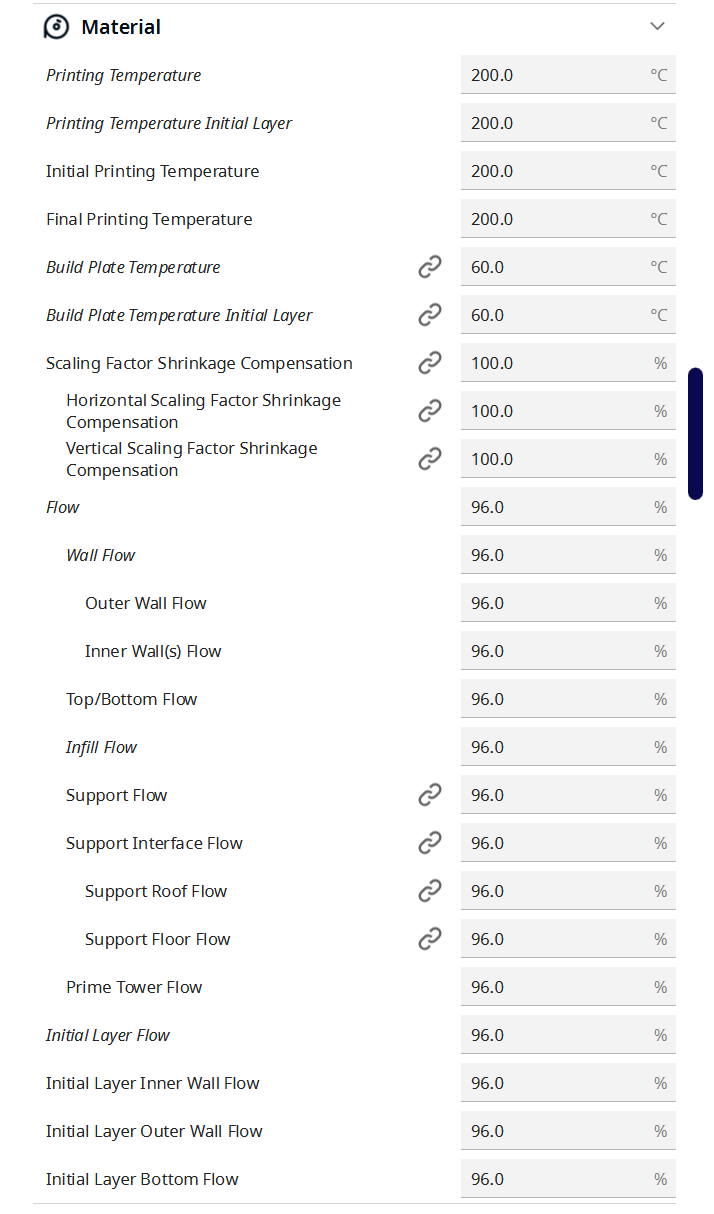 Material
Printing Temperature 200.0 °C
Printing Temperature Initial Layer 200.0 °C
Initial Printing Temperature 200.0 °C
Final Printing Temperature 200.0 °C
Build Plate Temperature 60.0 °C
Build Plate Temperature Initial Layer 60.0 °C
Scaling Factor Shrinkage Compensation 100.0 %
Horizontal Scaling Factor Shrinkage
Compensation 100.0 %
Vertical Scaling Factor Shrinkage
Compensation 100.0 %
Flow 96.0 %
Wall Flow 96.0 %
Outer Wall Flow 96.0 %
Inner Wall(s) Flow 96.0 %
Top/Bottom Flow 96.0 %
Infill Flow 96.0 %
Support Flow 96.0 %
Support Interface Flow 96.0 %
Support Roof Flow 96.0 %
Support Floor Flow 96.0 %
Prime Tower Flow 96.0 %
Initial Layer Flow 96.0 %
Initial Layer Inner Wall Flow 96.0 %
Initial Layer Outer Wall Flow 96.0 %
Initial Layer Bottom Flow 96.0 %